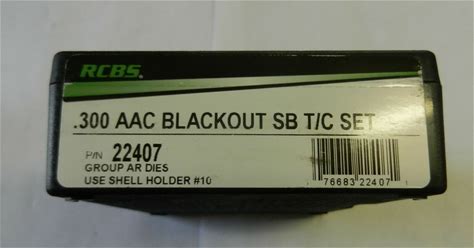 RCBS.
.300 AAC BLACKOUT SB T/C SET
P/N 22407
GROUP AR DIES
USE SHELL HOLDER #10
76683 22407